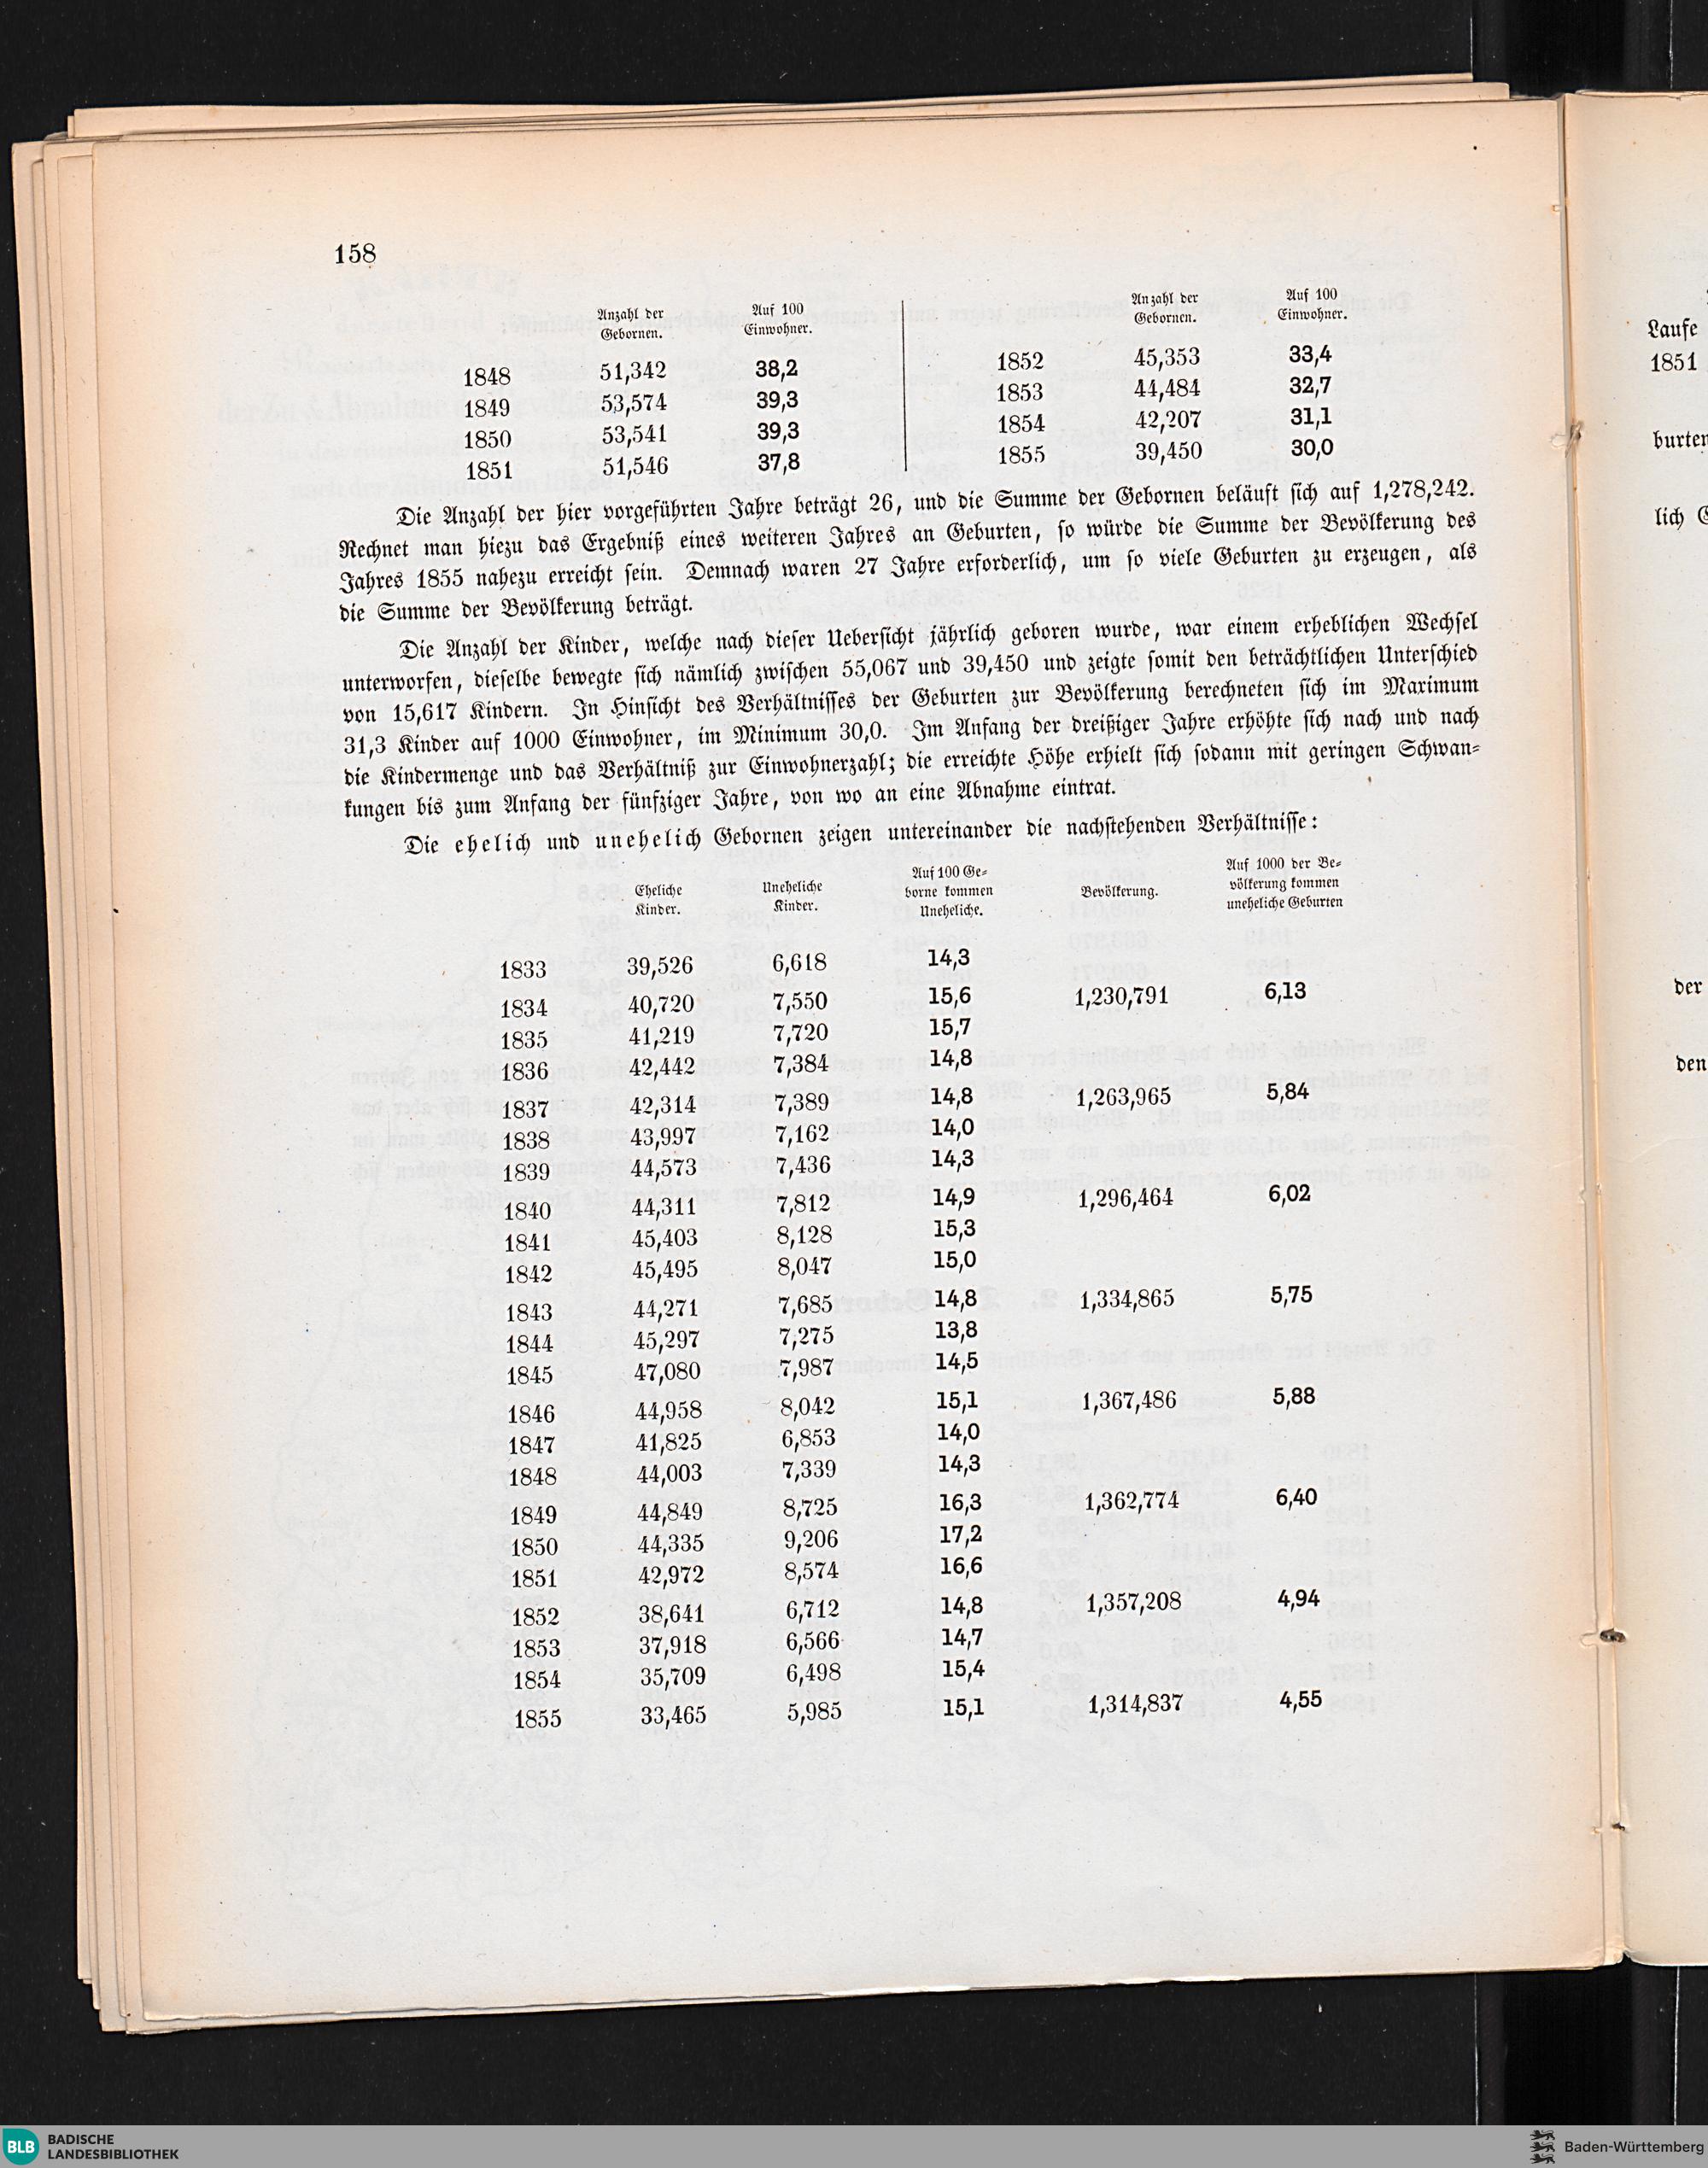 158
Anzahl der Gebornen. Auf 100 Einwohner. Anzahl der Gebornen. Auf 100 Einwohner.
1848 51,342 38,2 1852 45,353 33,4
1849 53,574 39,3 1853 44,484 32,7
1850 53,541 39,3 1854 42,207 31,1
1851 51,546 37,8 1855 39,450 30,0
Die Anzahl der hier vorgeführten Jahre beträgt 26, und die Summe der Gebornen beläuft sich auf 1,278,242.
Rechnet man hiezu das Ergebniß eines weiteren Jahres an Geburten, so würde die Summe der Bevölkerung des
Jahres 1855 nahezu erreicht sein. Demnach waren 27 Jahre erforderlich, um so viele Geburten zu erzeugen, als
die Summe der Bevölkerung beträgt.
Die Anzahl der Kinder, welche nach dieser Uebersicht jährlich geboren wurde, war einem erheblichen Wechsel
unterworfen, dieselbe bewegte sich nämlich zwischen 55,067 und 39,450 und zeigte somit den beträchtlichen Unterschied
von 15,617 Kindern. In Hinsicht des Verhältnisses der Geburten zur Bevölkerung berechneten sich im Maximum
31,3 Kinder auf 1000 Einwohner, im Minimum 30,0. Im Anfang der dreißiger Jahre erhöhte sich nach und nach
die Kindermenge und das Verhältniß zur Einwohnerzahl; die erreichte Höhe erhielt sich sodann mit geringen Schwan-
kungen bis zum Anfang der fünfziger Jahre, von wo an eine Abnahme eintrat.
Die ehelich und unehelich Gebornen zeigen untereinander die nachstehenden Verhältnisse:
Eheliche Kinder. Uneheliche Kinder. Auf 100 Ge-borne kommen Uneheliche. Bevölkerung. Auf 1000 der Be-völkerung kommen uneheliche Geburten
1833 39,526 6,618 14,3
1834 40,720 7,550 15,6 1,230,791 6,13
1835 41,219 7,720 15,7
1836 42,442 7,384 14,8
1837 42,314 7,389 14,8 1,263,965 5,84
1838 43,997 7,162 14,0
1839 44,573 7,436 14,3
1840 44,311 7,812 14,9 1,296,464 6,02
1841 45,403 8,128 15,3
1842 45,495 8,047 15,0
1843 44,271 7,685 14,8 1,334,865 5,75
1844 45,297 7,275 13,8
1845 47,080 7,987 14,5
1846 44,958 8,042 15,1 1,367,486 5,88
1847 41,825 6,853 14,0
1848 44,003 7,339 14,3
1849 44,849 8,725 16,3 1,362,774 6,40
1850 44,335 9,206 17,2
1851 42,972 8,574 16,6
1852 38,641 6,712 14,8 1,357,208 4,94
1853 37,918 6,566 14,7
1854 35,709 6,498 15,4
1855 33,465 5,985 15,1 1,314,837 4,55
Laufe
1851
burten
lich
der
den
BLB BADISCHE
LANDESBIBLIOTHEK
Baden-Württemberg